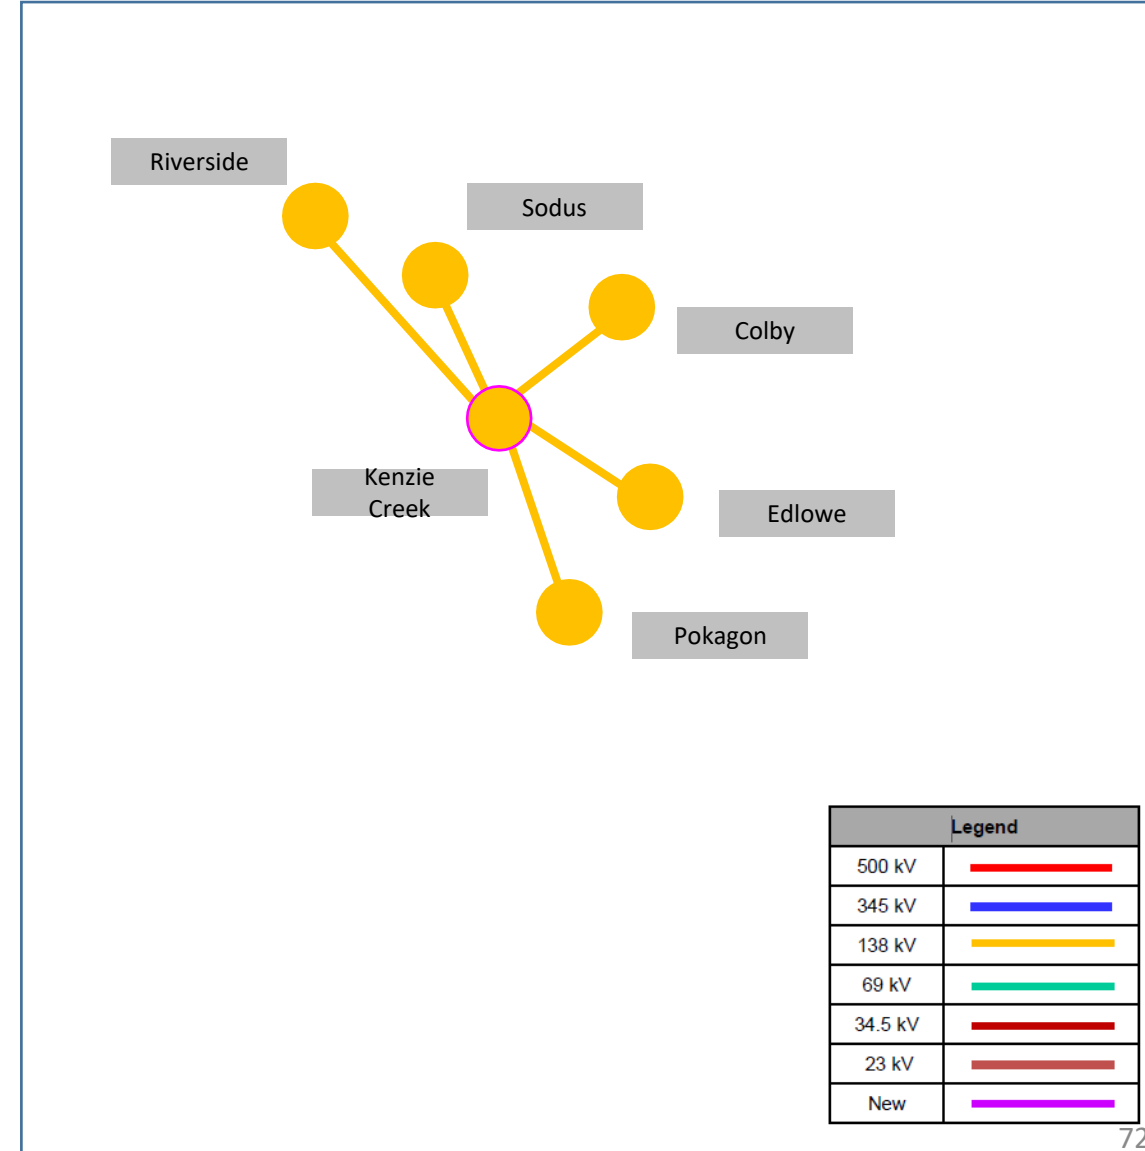 Riverside
Sodus
Colby
Kenzie
Creek
Edlowe
Pokagon
Legend
500 kV
345 kV
138 kV
69 kV
34.5 kV
23 kV
New
72